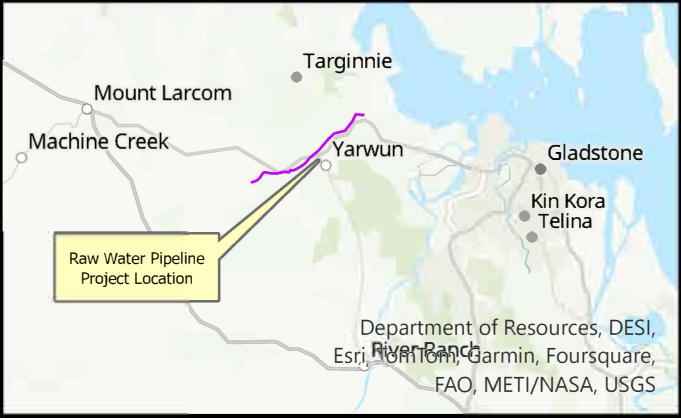 Targinnie
Mount Larcom
Machine Creek
Yarwun
Gladstone
Kin Kora
Telina
Raw Water Pipeline
Project Location
River Ranch
Department of Resources, DESI,
Esri, TomTom, Garmin, Foursquare,
FAO, METI/NASA, USGS